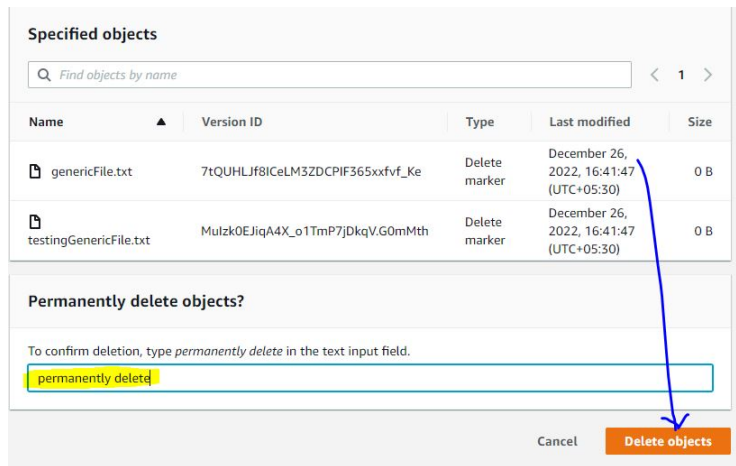 Specified objects
Find objects by name
1
Name Version ID Type Last modified Size
genericFile.txt 7tQUHLJf8ICeLM3ZDCPIF365xxfvf_Ke Delete marker December 26, 2022, 16:41:47 (UTC+05:30) 0 B
testingGenericFile.txt Mulzk0EJiqA4X_o1TmP7jDkqV.G0mMth Delete marker December 26, 2022, 16:41:47 (UTC+05:30) 0 B
Permanently delete objects?
To confirm deletion, type permanently delete in the text input field.
permanently delete
Cancel Delete objects